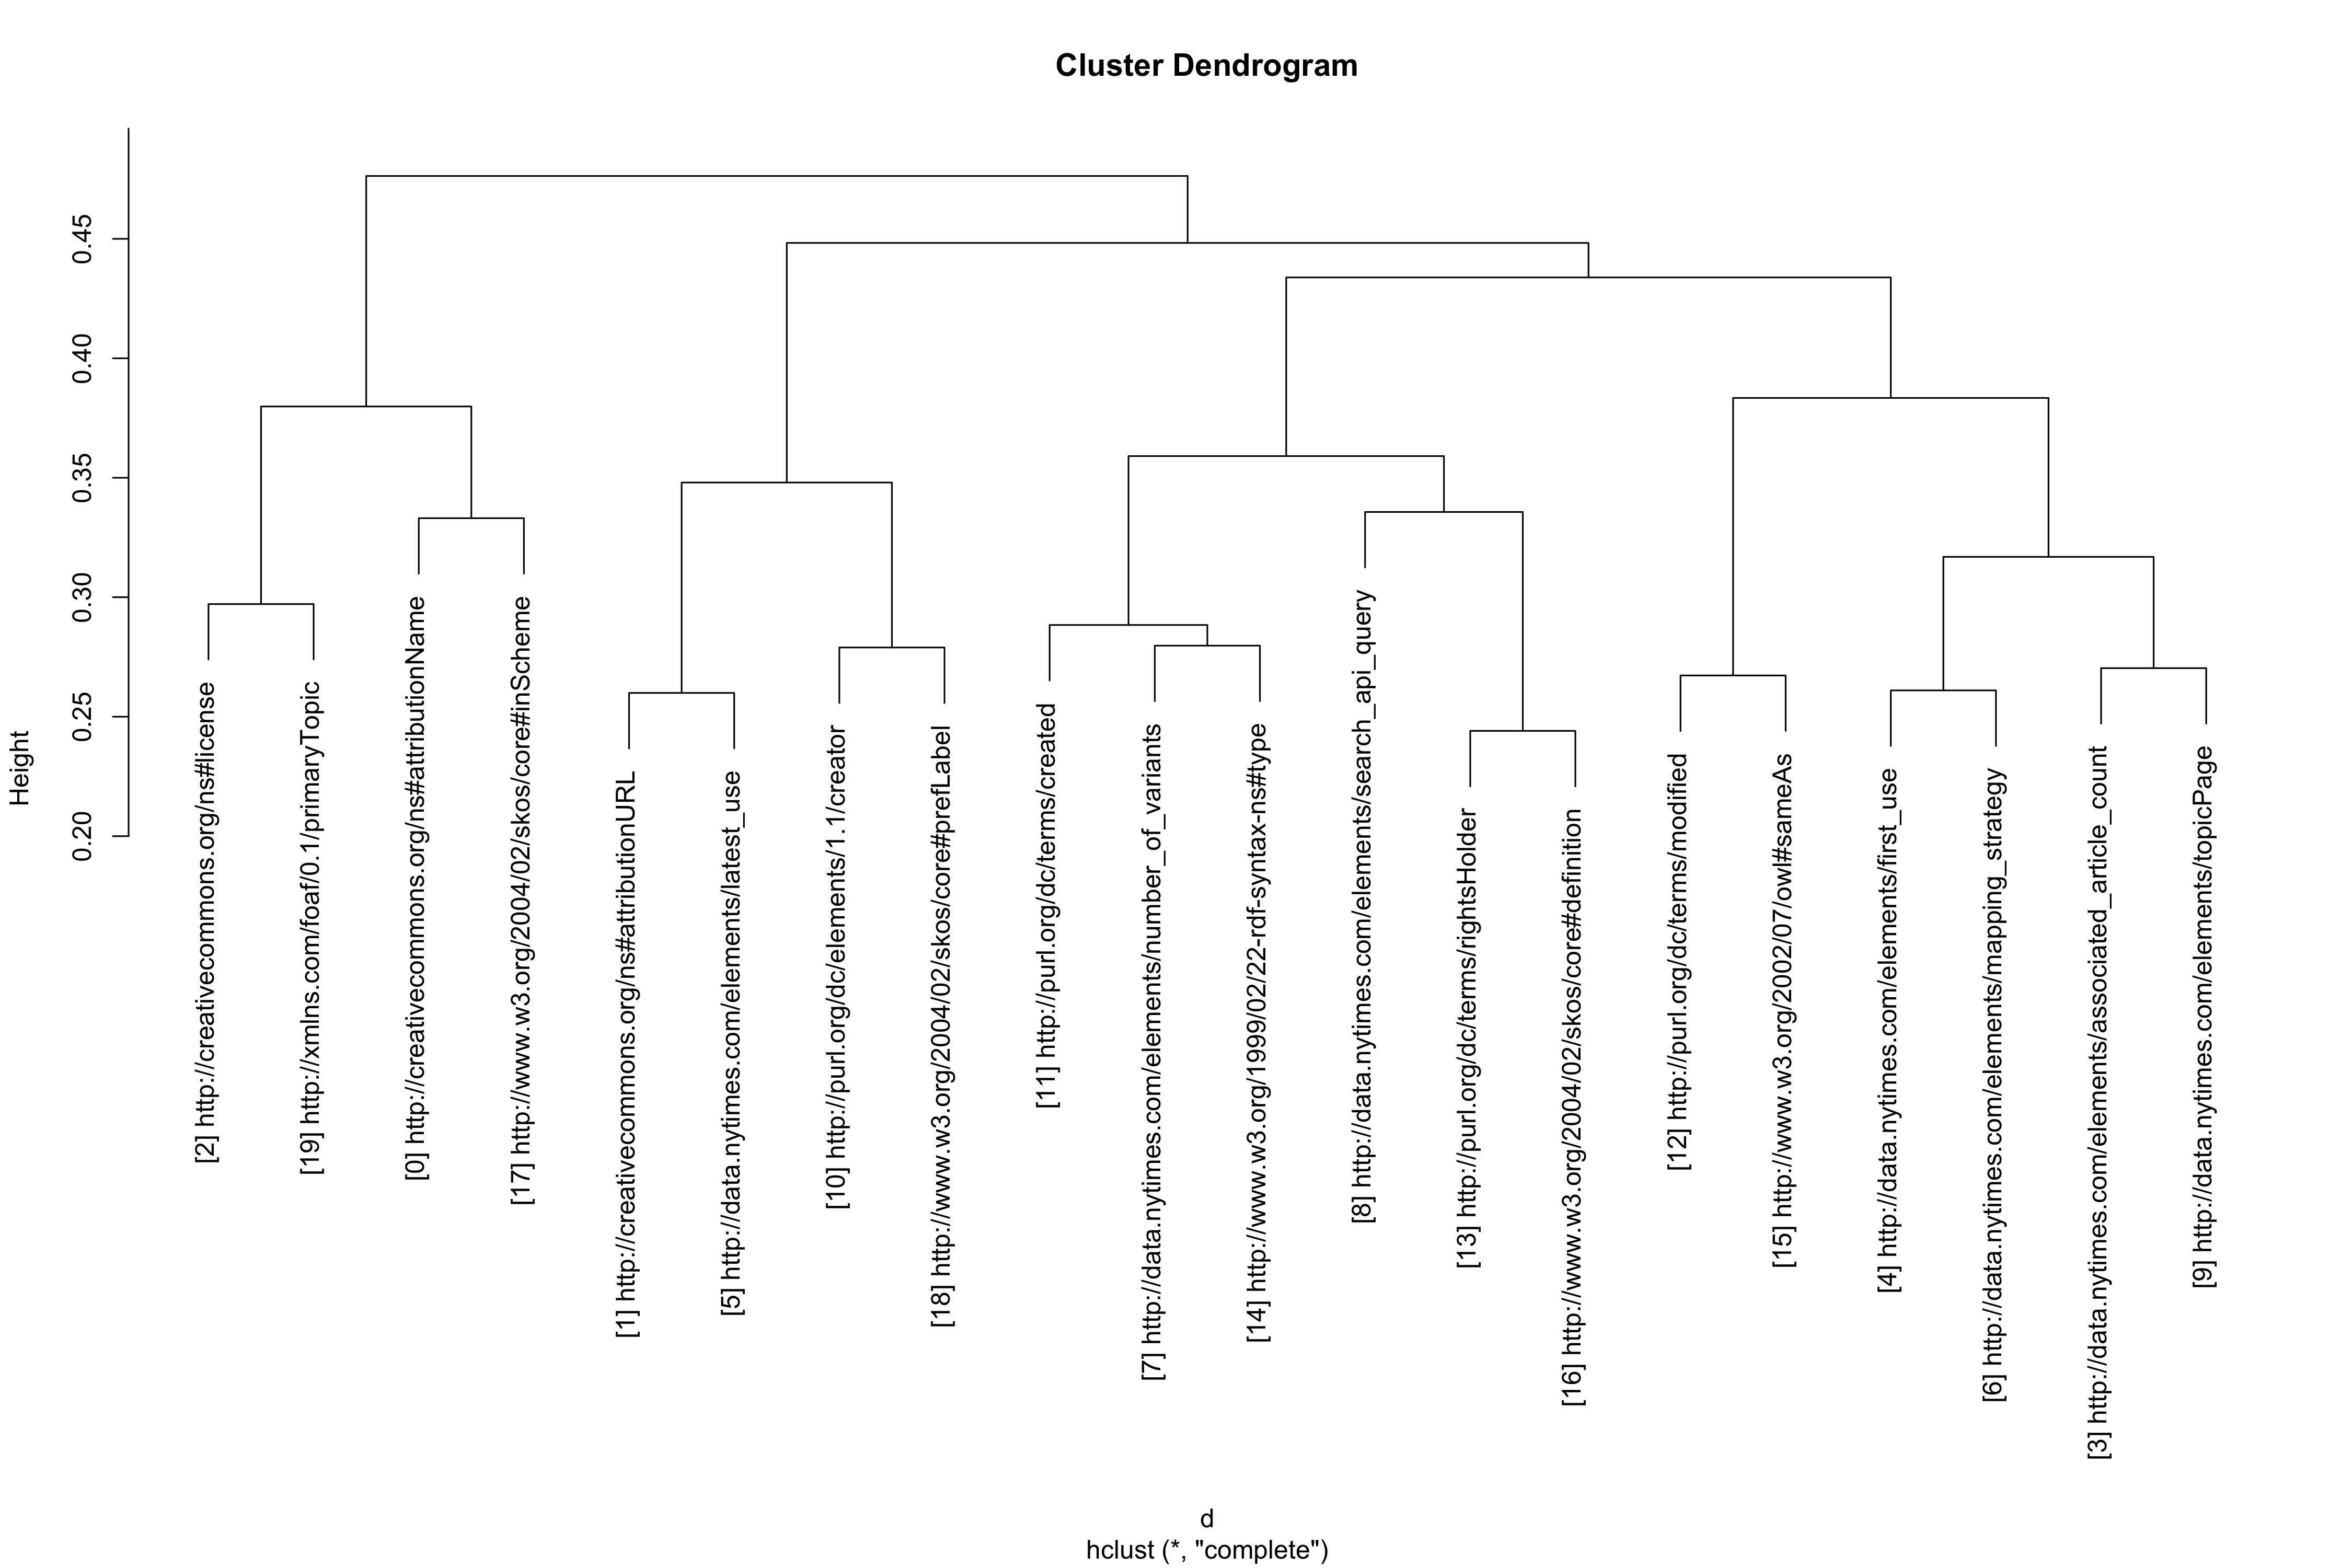 Cluster Dendrogram
Height
0.45
0.40
0.35
0.30
0.25
0.20
[2] http://creativecommons.org/ns#license
[19] http://xmlns.com/foaf/0.1/primaryTopic
[0] http://creativecommons.org/ns#attributionName
[17] http://www.w3.org/2004/02/skos/core#inScheme
[1] http://creativecommons.org/ns#attributionURL
[5] http://data.nytimes.com/elements/latest_use
[10] http://purl.org/dc/elements/1.1/creator
[18] http://www.w3.org/2004/02/skos/core#prefLabel
[11] http://purl.org/dc/terms/created
[7] http://data.nytimes.com/elements/number_of_variants
[14] http://www.w3.org/1999/02/22-rdf-syntax-ns#type
[8] http://data.nytimes.com/elements/search_api_query
[13] http://purl.org/dc/terms/rightsHolder
[16] http://www.w3.org/2004/02/skos/core#definition
[12] http://purl.org/dc/terms/modified
[15] http://www.w3.org/2002/07/owl#sameAs
[4] http://data.nytimes.com/elements/first_use
[6] http://data.nytimes.com/elements/mapping_strategy
[3] http://data.nytimes.com/elements/associated_article_count
[9] http://data.nytimes.com/elements/topicPage
d
hclust (*, "complete")